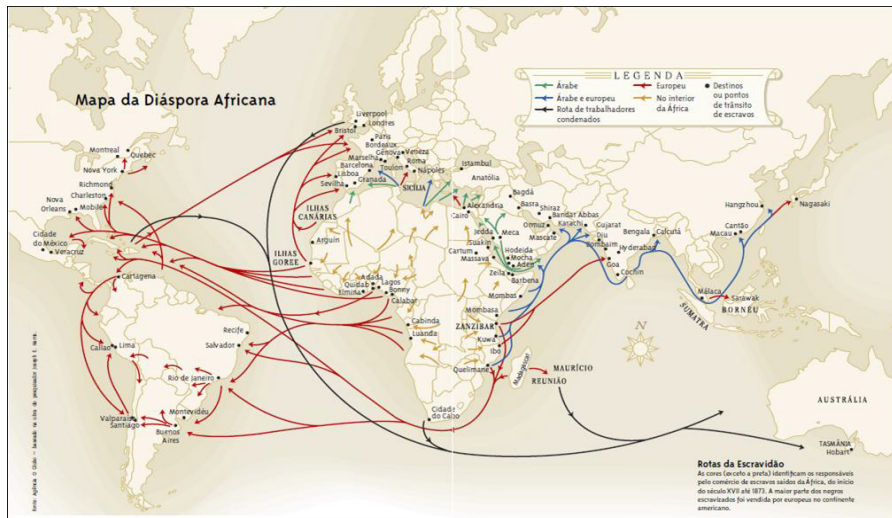 Mapa da Diáspora Africana
LEGENDA
Árabe
Árabe e europeu
Rota de trabalhadores
condenados
Europeu
No interior
da África
Destinos
ou pontos
de trânsito
de escravos
Liverpool
Londres
Bristol
Paris
Bordeaux
Gênova
Veneza
Marselha
Toulon
Roma
Barcelona
Nápoles
Lisboa
Granada
Sevilha
SICÍLIA
Istambul
Anatólia
Montreal
Quebec
Nova York
Richmond
Charleston
Nova
Orleans
Mobile
Cidade
do México
Veracruz
Cartagena
ILHAS
CANÁRIAS
Arguin
ILHAS
GOREE
Alexandria
Cairo
Bagdá
Basra
Shiraz
Ormuz
Bandar Abbas
Karachi
Mascate
Gujarat
Diu
Bengala
Calcutá
Bombaim
Hyderabad
Goa
Cochin
Hangzhou
Nagasaki
Cantão
Macau
Jedda
Meca
Suakin
Cartum
Massava
Hodeida
Mocha
Aden
Zeila
Barbena
Mombas
Mombasa
ZANZIBAR
Kuwa
Ibo
Quelimane
Madagascar
MAURÍCIO
REUNIÃO
Adada
Lagos
Quidab
Bonny
Elmina
Calabar
Cabinda
Luanda
Málaca
Sarawak
BORNÉU
SUMATRA
N
Recife
Salvador
Callao
Lima
Rio de Janeiro
Montevidéu
Valparaíso
Santiago
Buenos
Aires
Cidade
do Cabo
AUSTRÁLIA
TASMÂNIA
Hobart
Rotas da Escravidão
As cores (exceto a preta) identificam os responsáveis
pelo comércio de escravos saídos da África, do início
do século XVII até 1873. A maior parte dos negros
escravizados foi vendida por europeus no continente
americano.